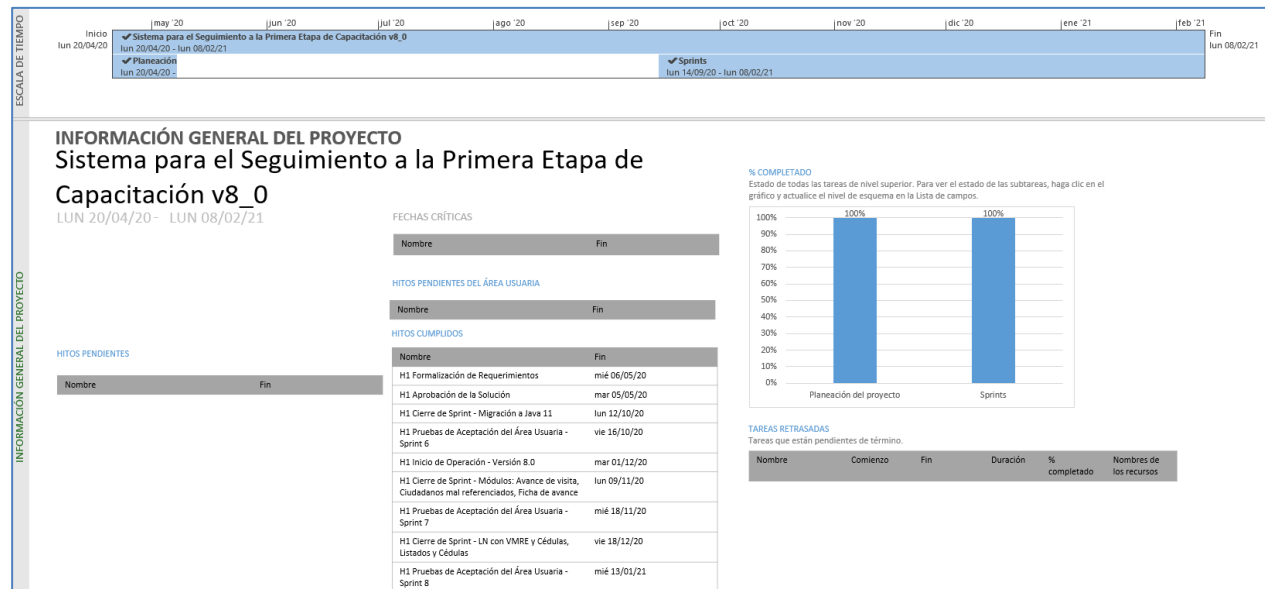 ESCALA DE TIEMPO
may '20
jun '20
jul '20
ago '20
sep '20
oct '20
nov '20
dic '20
ene '21
feb '21
Inicio
lun 20/04/20
Sistema para el Seguimiento a la Primera Etapa de Capacitación v8_0
lun 20/04/20 - lun 08/02/21
Planeación
lun 20/04/20 -
Sprints
lun 14/09/20 - lun 08/02/21
Fin
lun 08/02/21
INFORMACIÓN GENERAL DEL PROYECTO
INFORMACIÓN GENERAL DEL PROYECTO
Sistema para el Seguimiento a la Primera Etapa de
Capacitación v8_0
LUN 20/04/20 - LUN 08/02/21
HITOS PENDIENTES
Nombre Fin
FECHAS CRÍTICAS
Nombre Fin
HITOS PENDIENTES DEL ÁREA USUARIA
Nombre Fin
HITOS CUMPLIDOS
Nombre Fin
H1 Formalización de Requerimientos mié 06/05/20
H1 Aprobación de la Solución mar 05/05/20
H1 Cierre de Sprint - Migración a Java 11 lun 12/10/20
H1 Pruebas de Aceptación del Área Usuaria - vie 16/10/20
Sprint 6
H1 Inicio de Operación - Versión 8.0 mar 01/12/20
H1 Cierre de Sprint - Módulos: Avance de visita, lun 09/11/20
Ciudadanos mal referenciados, Ficha de avance
H1 Pruebas de Aceptación del Área Usuaria - mié 18/11/20
Sprint 7
H1 Cierre de Sprint - LN con VMRE y Cédulas, vie 18/12/20
Listados y Cédulas
H1 Pruebas de Aceptación del Área Usuaria - mié 13/01/21
Sprint 8
% COMPLETADO
Estado de todas las tareas de nivel superior. Para ver el estado de las subtareas, haga clic en el
gráfico y actualice el nivel de esquema en la Lista de campos.
100%
90%
80%
70%
60%
50%
40%
30%
20%
10%
0%
100%
100%
Planeación del proyecto
Sprints
TAREAS RETRASADAS
Tareas que están pendientes de término.
Nombre Comienzo Fin Duración % Nombres de
completado los recursos